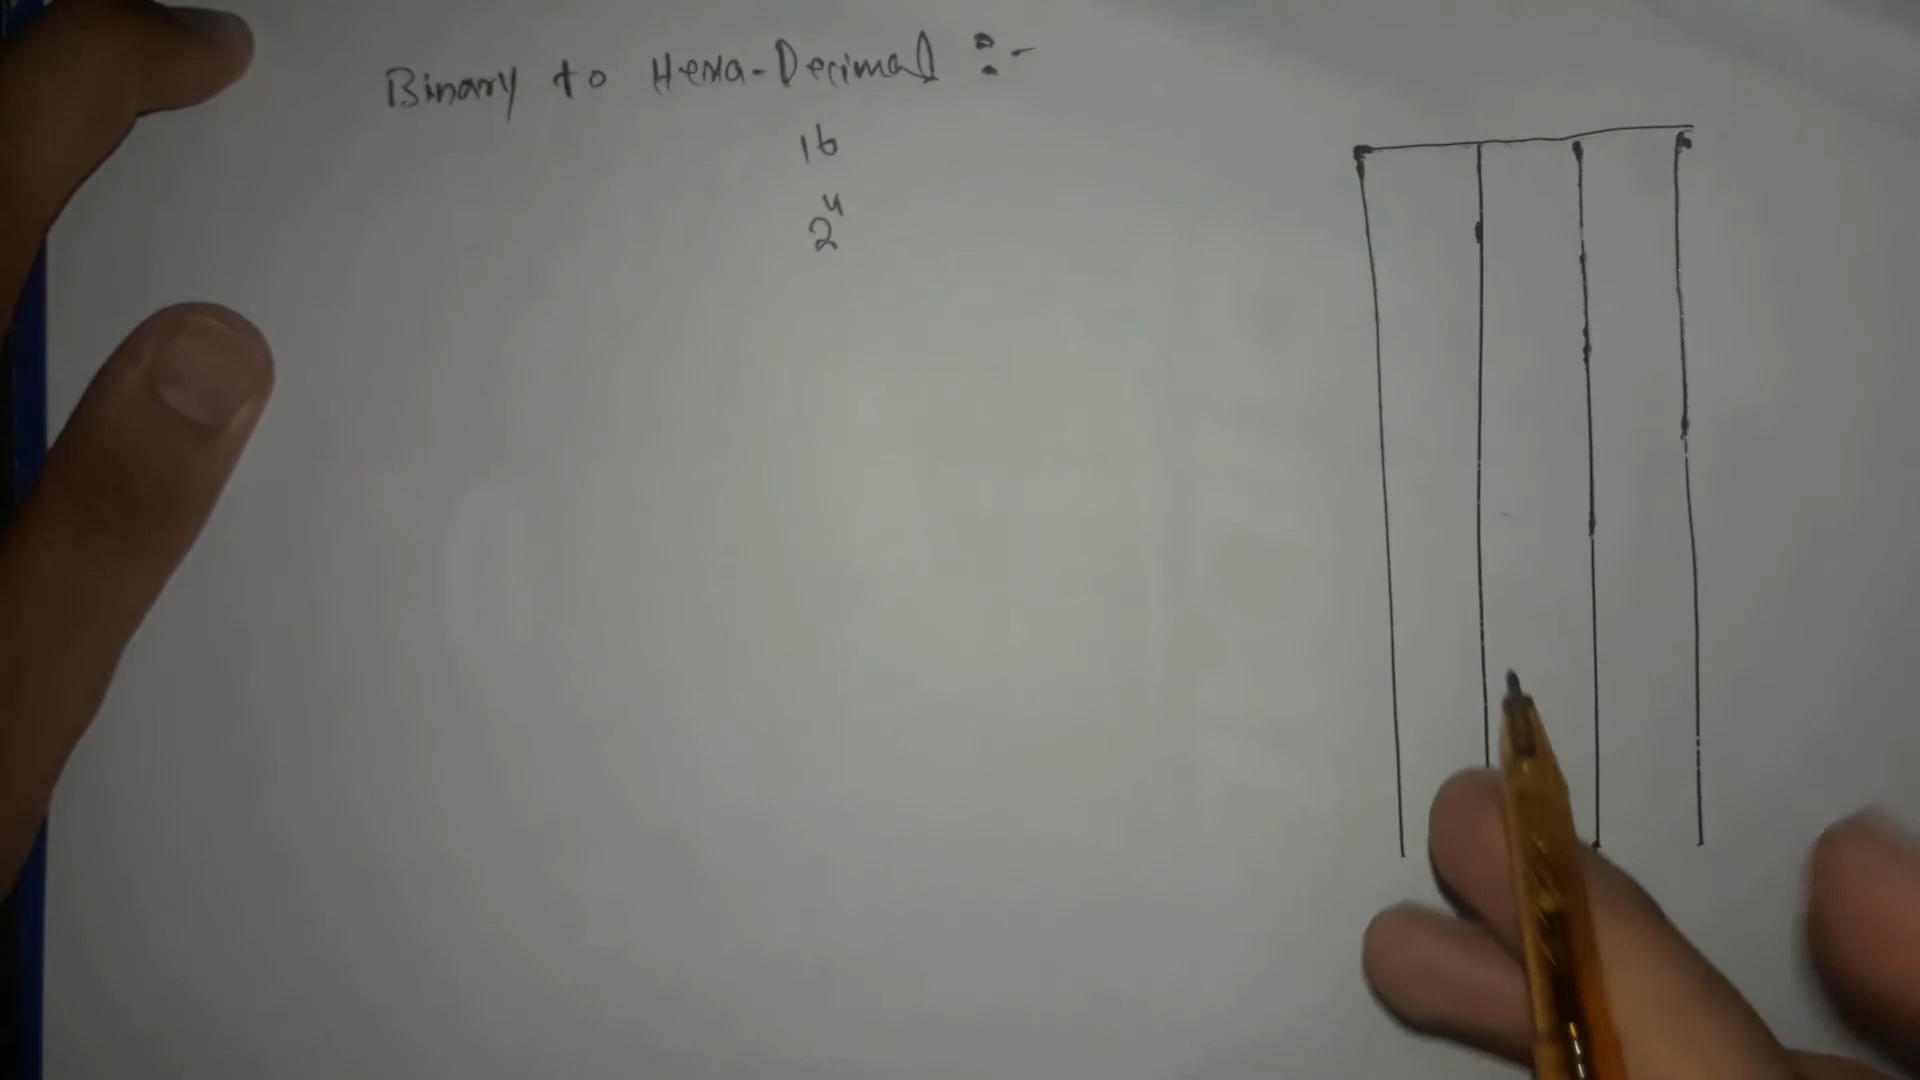 Binary to Hexa-Decimal :-
16
2⁴